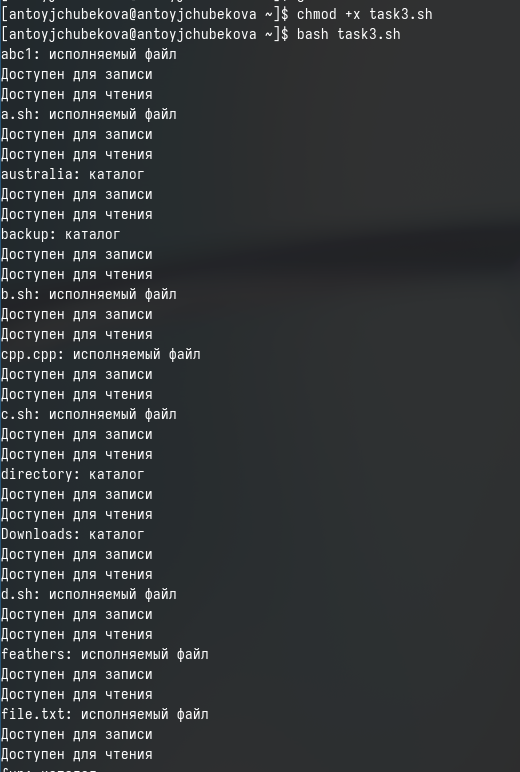 [antoyjchubekova@antoyjchubekova ~]$ chmod +x task3.sh
[antoyjchubekova@antoyjchubekova ~]$ bash task3.sh
abc1: исполняемый файл
Доступен для записи
Доступен для чтения
a.sh: исполняемый файл
Доступен для записи
Доступен для чтения
australia: каталог
Доступен для записи
Доступен для чтения
backup: каталог
Доступен для записи
Доступен для чтения
b.sh: исполняемый файл
Доступен для записи
Доступен для чтения
cpp.cpp: исполняемый файл
Доступен для записи
Доступен для чтения
c.sh: исполняемый файл
Доступен для записи
Доступен для чтения
directory: каталог
Доступен для записи
Доступен для чтения
Downloads: каталог
Доступен для записи
Доступен для чтения
d.sh: исполняемый файл
Доступен для записи
Доступен для чтения
feathers: исполняемый файл
Доступен для записи
Доступен для чтения
file.txt: исполняемый файл
Доступен для записи
Доступен для чтения